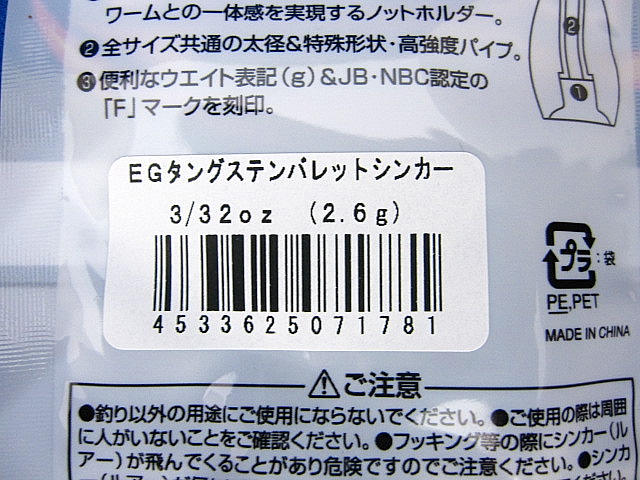 ワームとの一体感を実現するノットホルダー。
❷全サイズ共通の太径&特殊形状・高強度パイプ。
❸便利なウエイト表記(g)&JB・NBC認定の
「F」マークを刻印。
❷
❶
EGタングステンバレットシンカー
3/32oz (2.6g)
4533625071781
プラ:袋
PE,PET
MADE IN CHINA
⚠ご注意
●釣り以外の用途にご使用にならないでください。●ご使用の際は周囲
に人がいないことをご確認ください。●フッキング等の際にシンカー(ル
アー)が飛んでくることがあり危険ですのでご注意ください。●シンカ